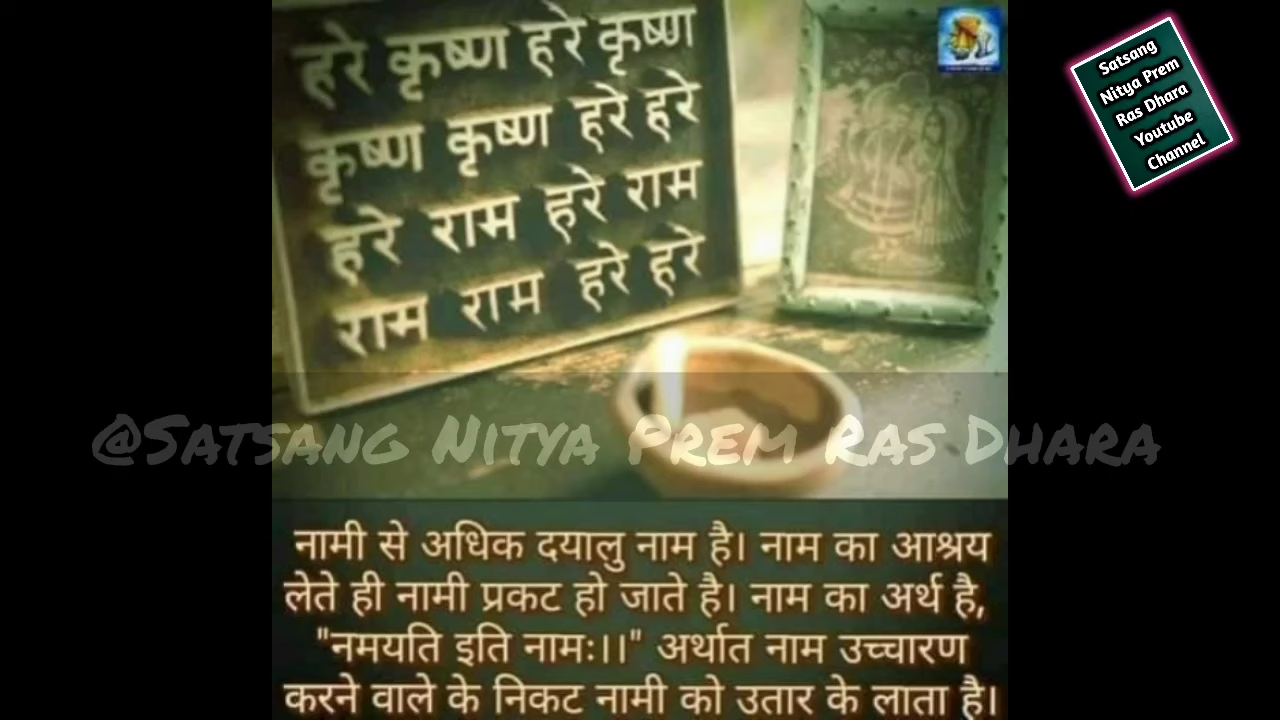 हरे कृष्ण हरे कृष्ण
कृष्ण कृष्ण हरे हरे
हरे राम हरे राम
राम राम हरे हरे
Satsang
Nitya Prem
Ras Dhara
Youtube
Channel
@Satsang Nitya Prem Ras Dhara
नामी से अधिक दयालु नाम है। नाम का आश्रय
लेते ही नामी प्रकट हो जाते है। नाम का अर्थ है,
"नमयति इति नामः।।" अर्थात नाम उच्चारण
करने वाले के निकट नामी को उतार के लाता है।